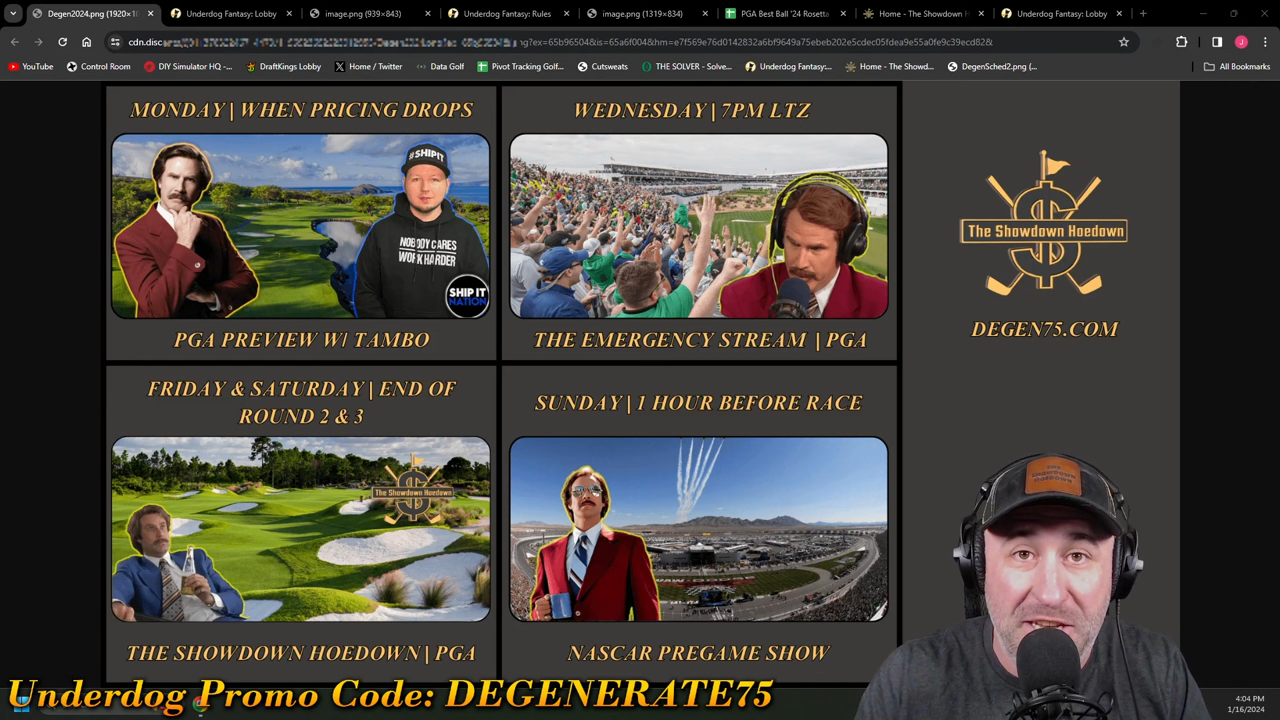 Degen2024.png (1920×10
Underdog Fantasy: Lobby
image.png (939×843)
Underdog Fantasy: Rules
image.png (1319×834)
PGA Best Ball '24 Rosetta
Home - The Showdown H
Underdog Fantasy: Lobby
J
YouTube
Control Room
DIY Simulator HQ -...
DraftKings Lobby
Home / Twitter
Data Golf
Pivot Tracking Golf...
Cutsweats
THE SOLVER - Solve...
Underdog Fantasy:...
Home - The Showd...
DegenSched2.png (...
All Bookmarks
MONDAY | WHEN PRICING DROPS
#SHIPIT
NOBODY CARES
WORK HARDER
SHIP IT
NATION
PGA PREVIEW W/ TAMBO
WEDNESDAY | 7PM LTZ
THE EMERGENCY STREAM | PGA
The Showdown Hoedown
DEGEN75.COM
FRIDAY & SATURDAY | END OF
ROUND 2 & 3
The Showdown Hoedown
THE SHOWDOWN HOEDOWN | PGA
SUNDAY | 1 HOUR BEFORE RACE
NASCAR PREGAME SHOW
Underdog Promo Code: DEGENERATE75
4:04 PM
1/16/2024